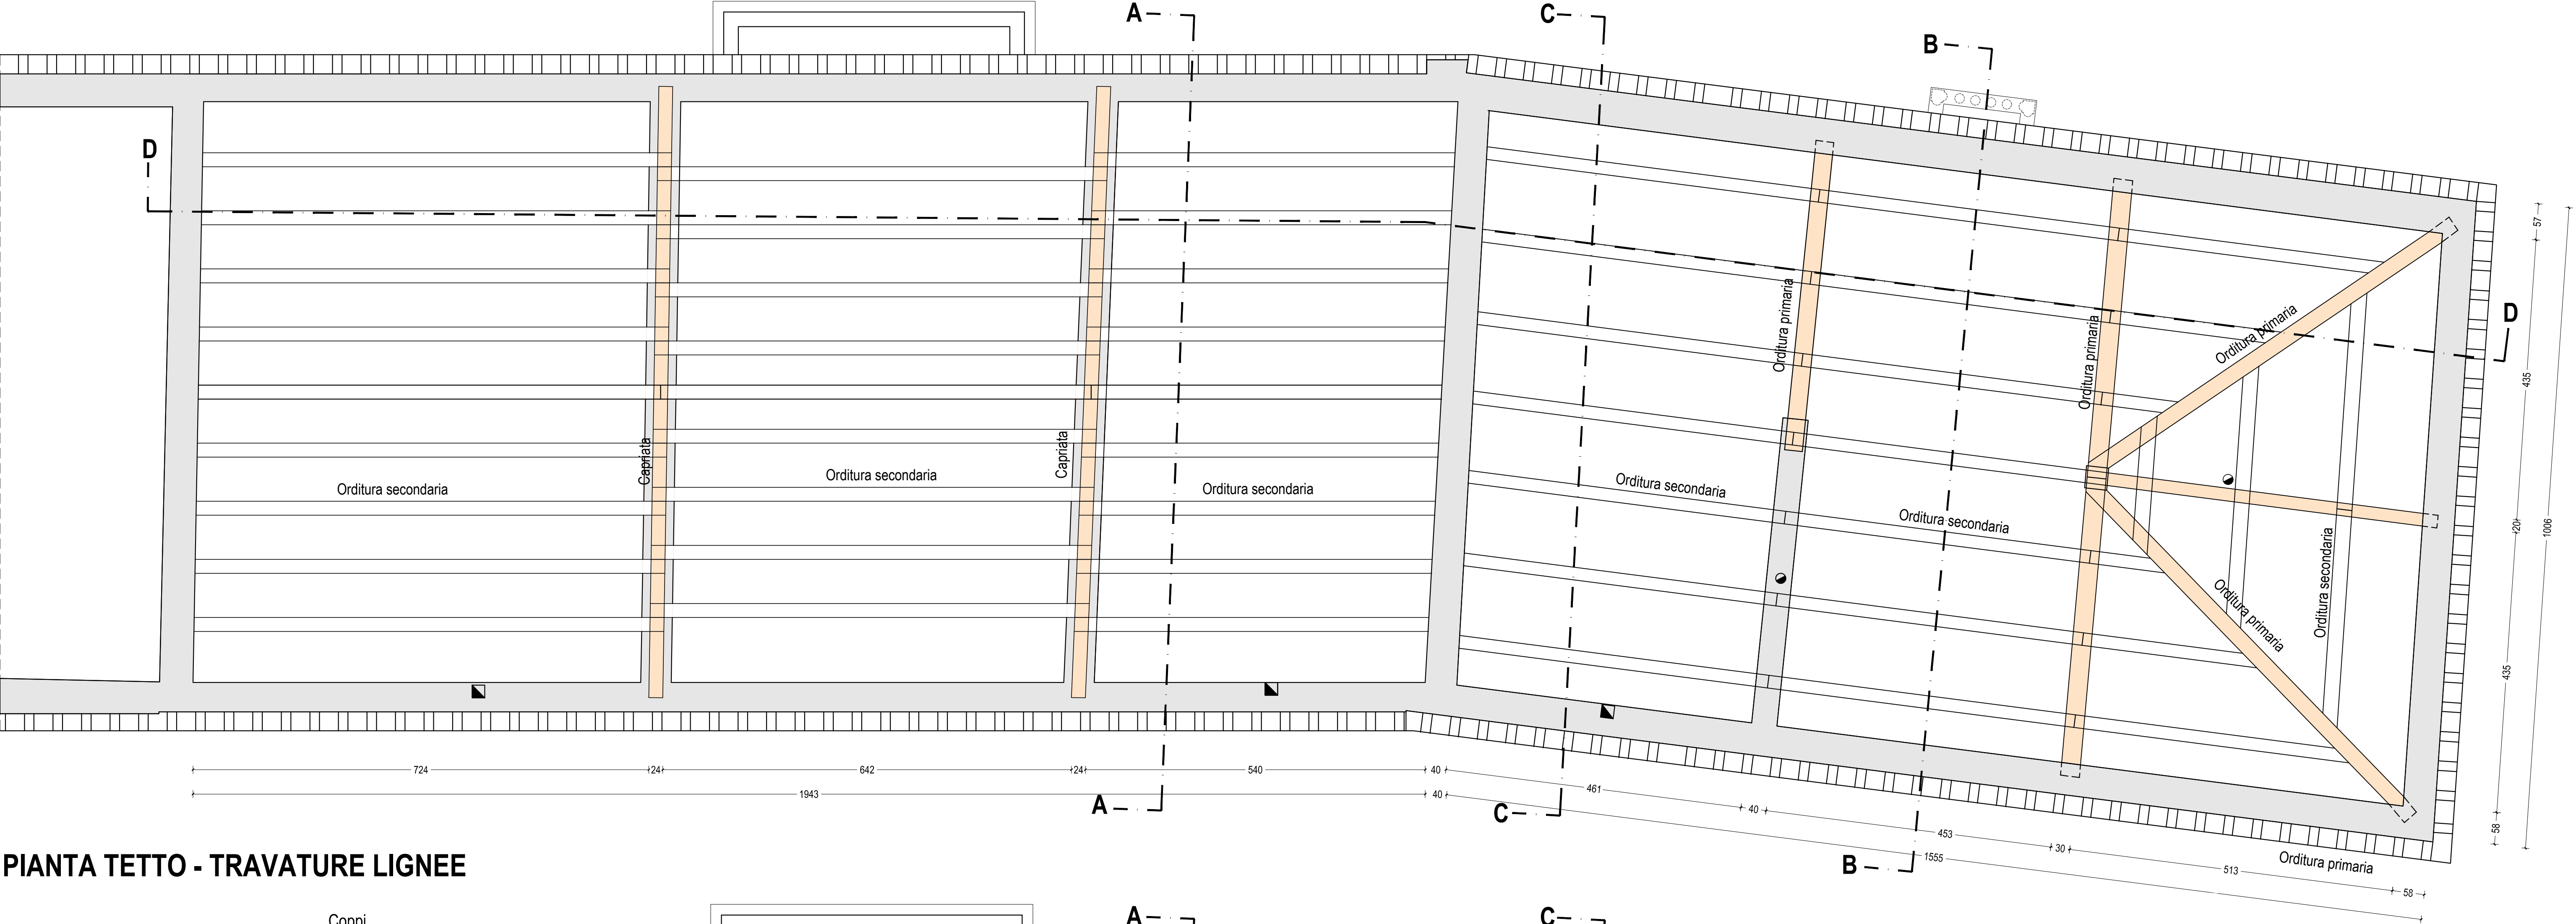 A
C
B
D
D
Orditura primaria
Orditura primaria
Orditura primaria
Capriata
Capriata
Orditura secondaria
Orditura secondaria
Orditura secondaria
Orditura secondaria
Orditura secondaria
Orditura secondaria
Orditura primaria
57
435
20
1006
435
58
724
24
642
24
540
40
1943
40
461
40
453
30
513
58
1555
A
C
B
Orditura primaria
PIANTA TETTO - TRAVATURE LIGNEE
Coppi
A
C